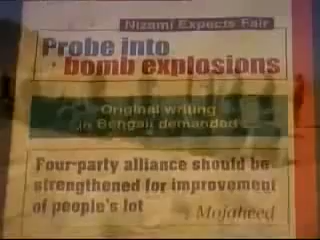 Nizami Expects Fair
Probe into
bomb explosions
Original writing
in Bengali demanded
Four-party alliance should be
strengthened for improvement
of people's lot
Mojaheed